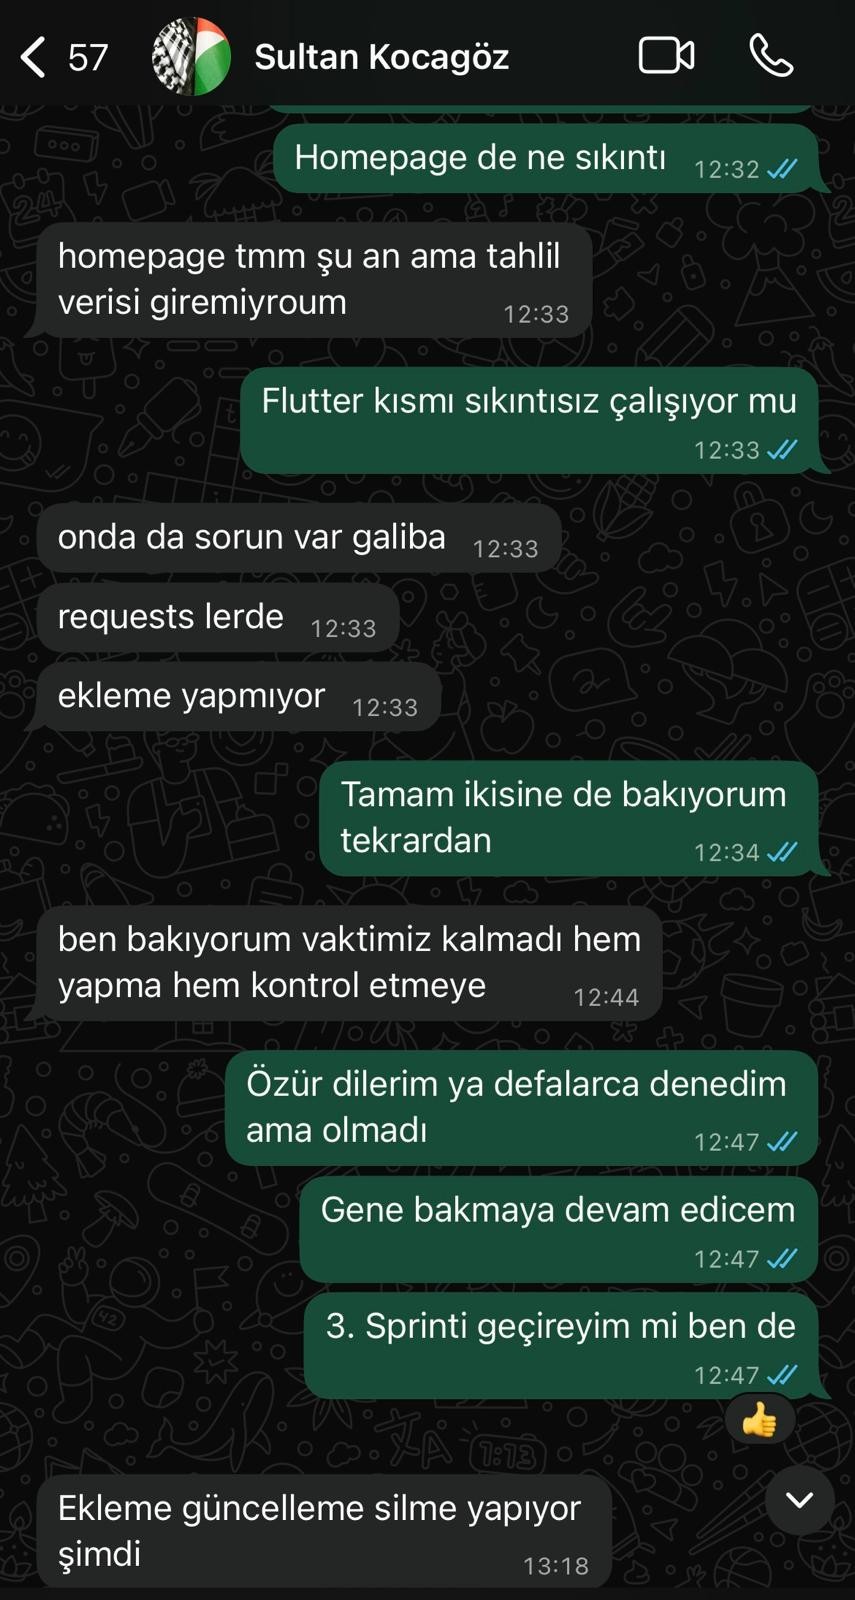 57
Sultan Kocagöz
Homepage de ne sıkıntı
12:32
homepage tmm şu an ama tahlil
verisi giremiyroum
12:33
Flutter kısmı sıkıntısız çalışıyor mu
12:33
onda da sorun var galiba
12:33
requests lerde
12:33
ekleme yapmıyor
12:33
Tamam ikisine de bakıyorum
tekrardan
12:34
ben bakıyorum vaktimiz kalmadı hem
yapma hem kontrol etmeye
12:44
Özür dilerim ya defalarca denedim
ama olmadı
12:47
Gene bakmaya devam edicem
12:47
3. Sprinti geçireyim mi ben de
12:47
Ekleme güncelleme silme yapıyor
şimdi
13:18